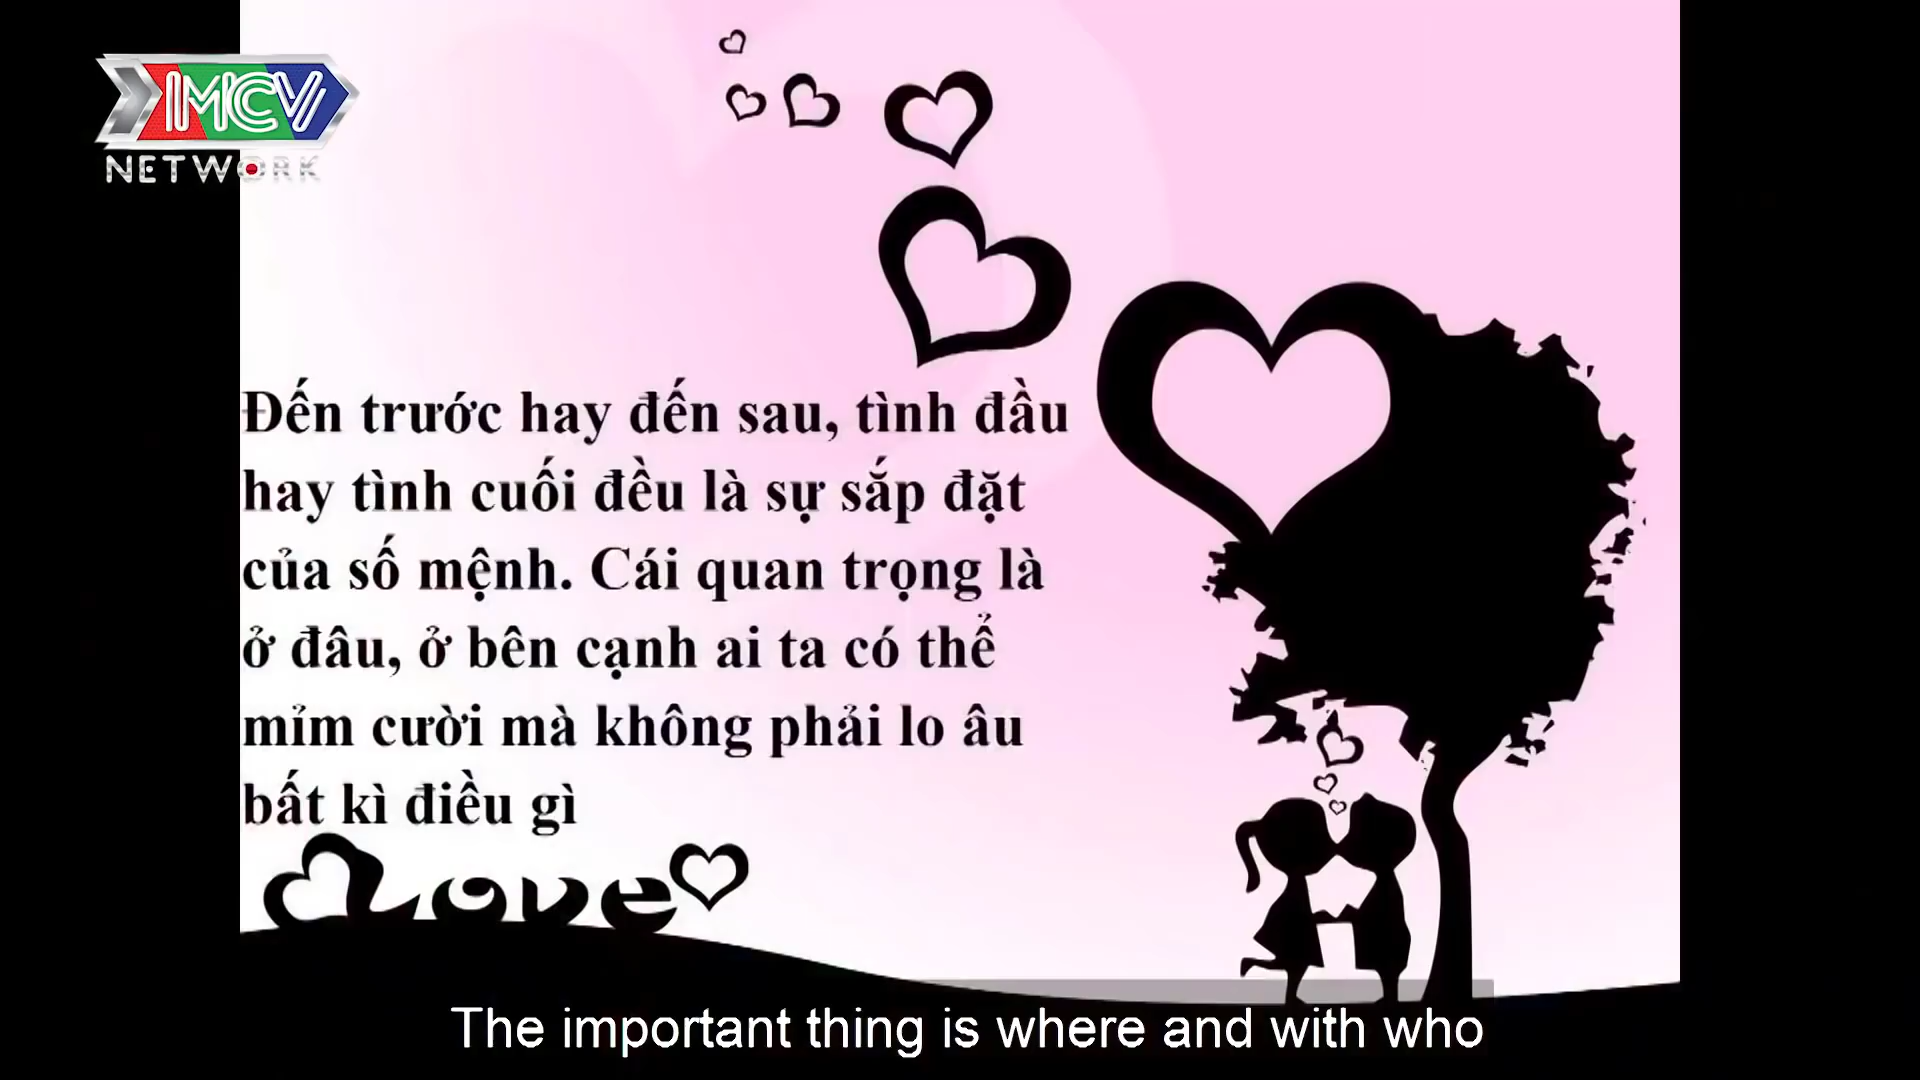 MCV
NETWORK
Đến trước hay đến sau, tình đầu
hay tình cuối đều là sự sắp đặt
của số mệnh. Cái quan trọng là
ở đâu, ở bên cạnh ai ta có thể
mỉm cười mà không phải lo âu
bất kì điều gì
Love
The important thing is where and with who